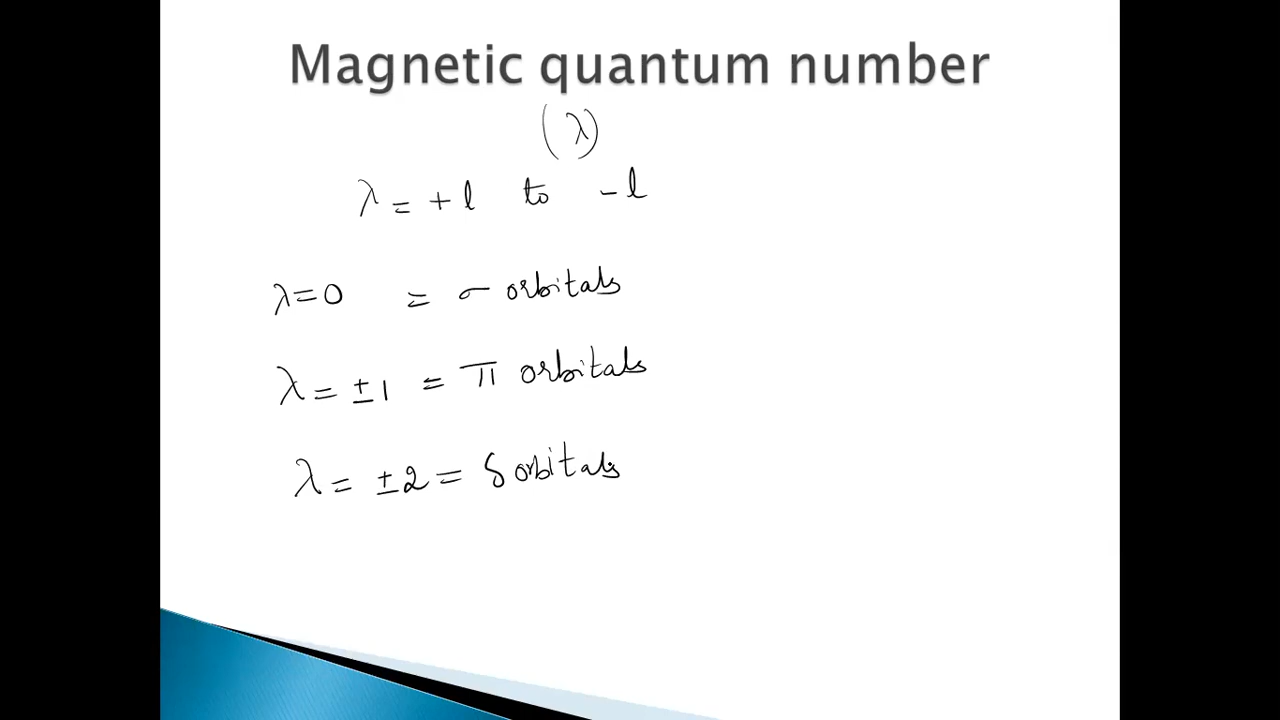 Magnetic quantum number
(λ)
λ = +l to -l
λ=0 = σ orbitals
λ = ±1 = π orbitals
λ = ±2 = δ orbitals